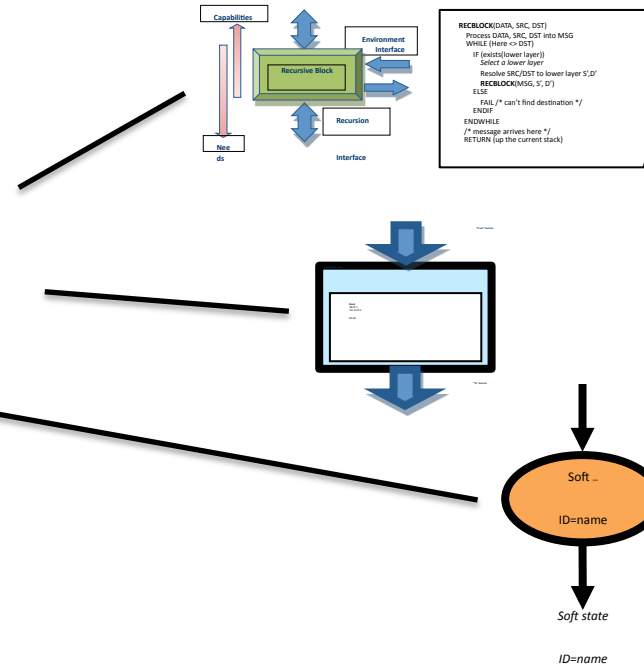 Capabilities
Environment
Interface
Recursive Block
Recursion
Nee
ds
Interface
RECBLOCK(DATA, SRC, DST)
Process DATA, SRC, DST into MSG
WHILE (Here <> DST)
IF (exists(lower layer))
Select a lower layer
Resolve SRC/DST to lower layer S',D'
RECBLOCK(MSG, S', D')
ELSE
FAIL /* can't find destination */
ENDIF
ENDWHILE
/* message arrives here */
RETURN {up the current stack}
Soft ...
ID=name
Soft state
ID=name